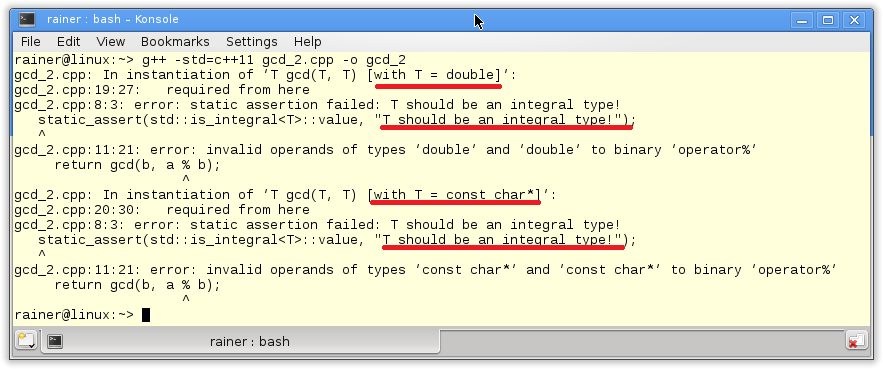 rainer : bash – Konsole
File Edit View Bookmarks Settings Help
rainer@linux:~> g++ -std=c++11 gcd_2.cpp -o gcd_2
gcd_2.cpp: In instantiation of ‘T gcd(T, T) [with T = double]’:
gcd_2.cpp:19:27:   required from here
gcd_2.cpp:8:3: error: static assertion failed: T should be an integral type!
   static_assert(std::is_integral<T>::value, "T should be an integral type!");
   ^
gcd_2.cpp:11:21: error: invalid operands of types ‘double’ and ‘double’ to binary ‘operator%’
     return gcd(b, a % b);
                     ^
gcd_2.cpp: In instantiation of ‘T gcd(T, T) [with T = const char*]’:
gcd_2.cpp:20:30:   required from here
gcd_2.cpp:8:3: error: static assertion failed: T should be an integral type!
   static_assert(std::is_integral<T>::value, "T should be an integral type!");
   ^
gcd_2.cpp:11:21: error: invalid operands of types ‘const char*’ and ‘const char*’ to binary ‘operator%’
     return gcd(b, a % b);
                     ^
rainer@linux:~>
rainer : bash